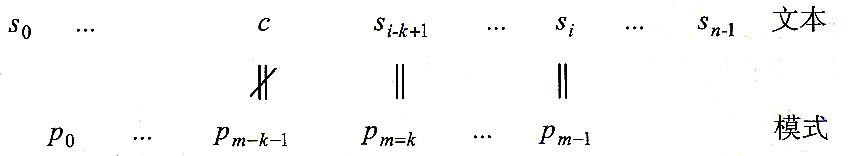 s₀ ... c s_{i-k+1} ... s_i ... s_{n-1} 文本
∦ ‖ ‖
p₀ ... p_{m-k-1} p_{m=k} ... p_{m-1} 模式